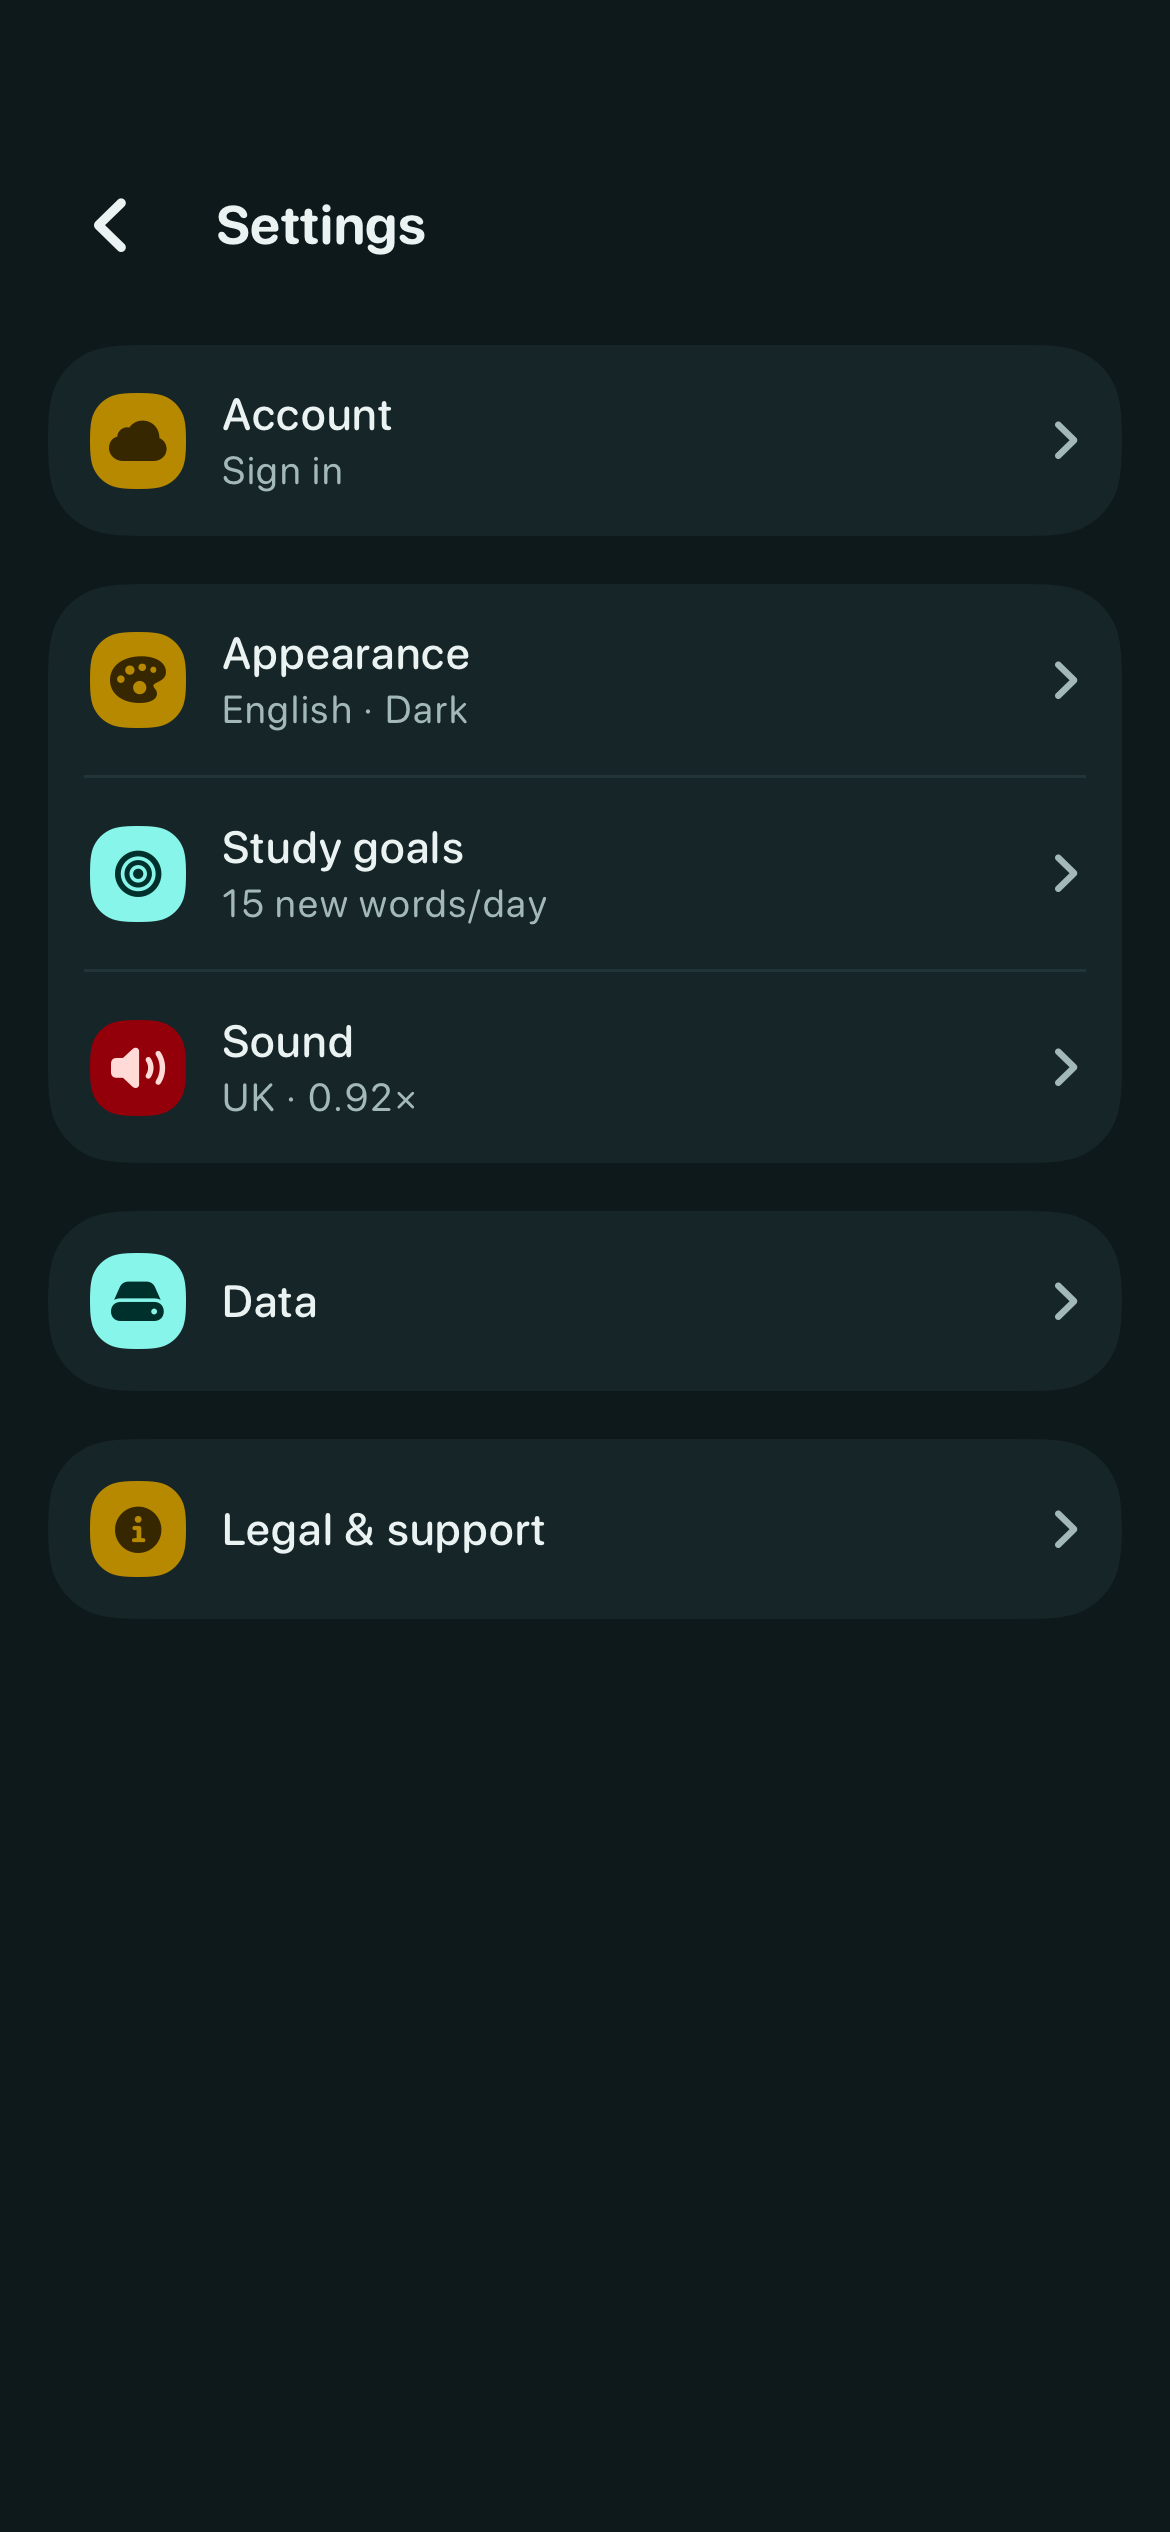 Settings
Account
Sign in
Appearance
English · Dark
Study goals
15 new words/day
Sound
UK · 0.92×
Data
Legal & support